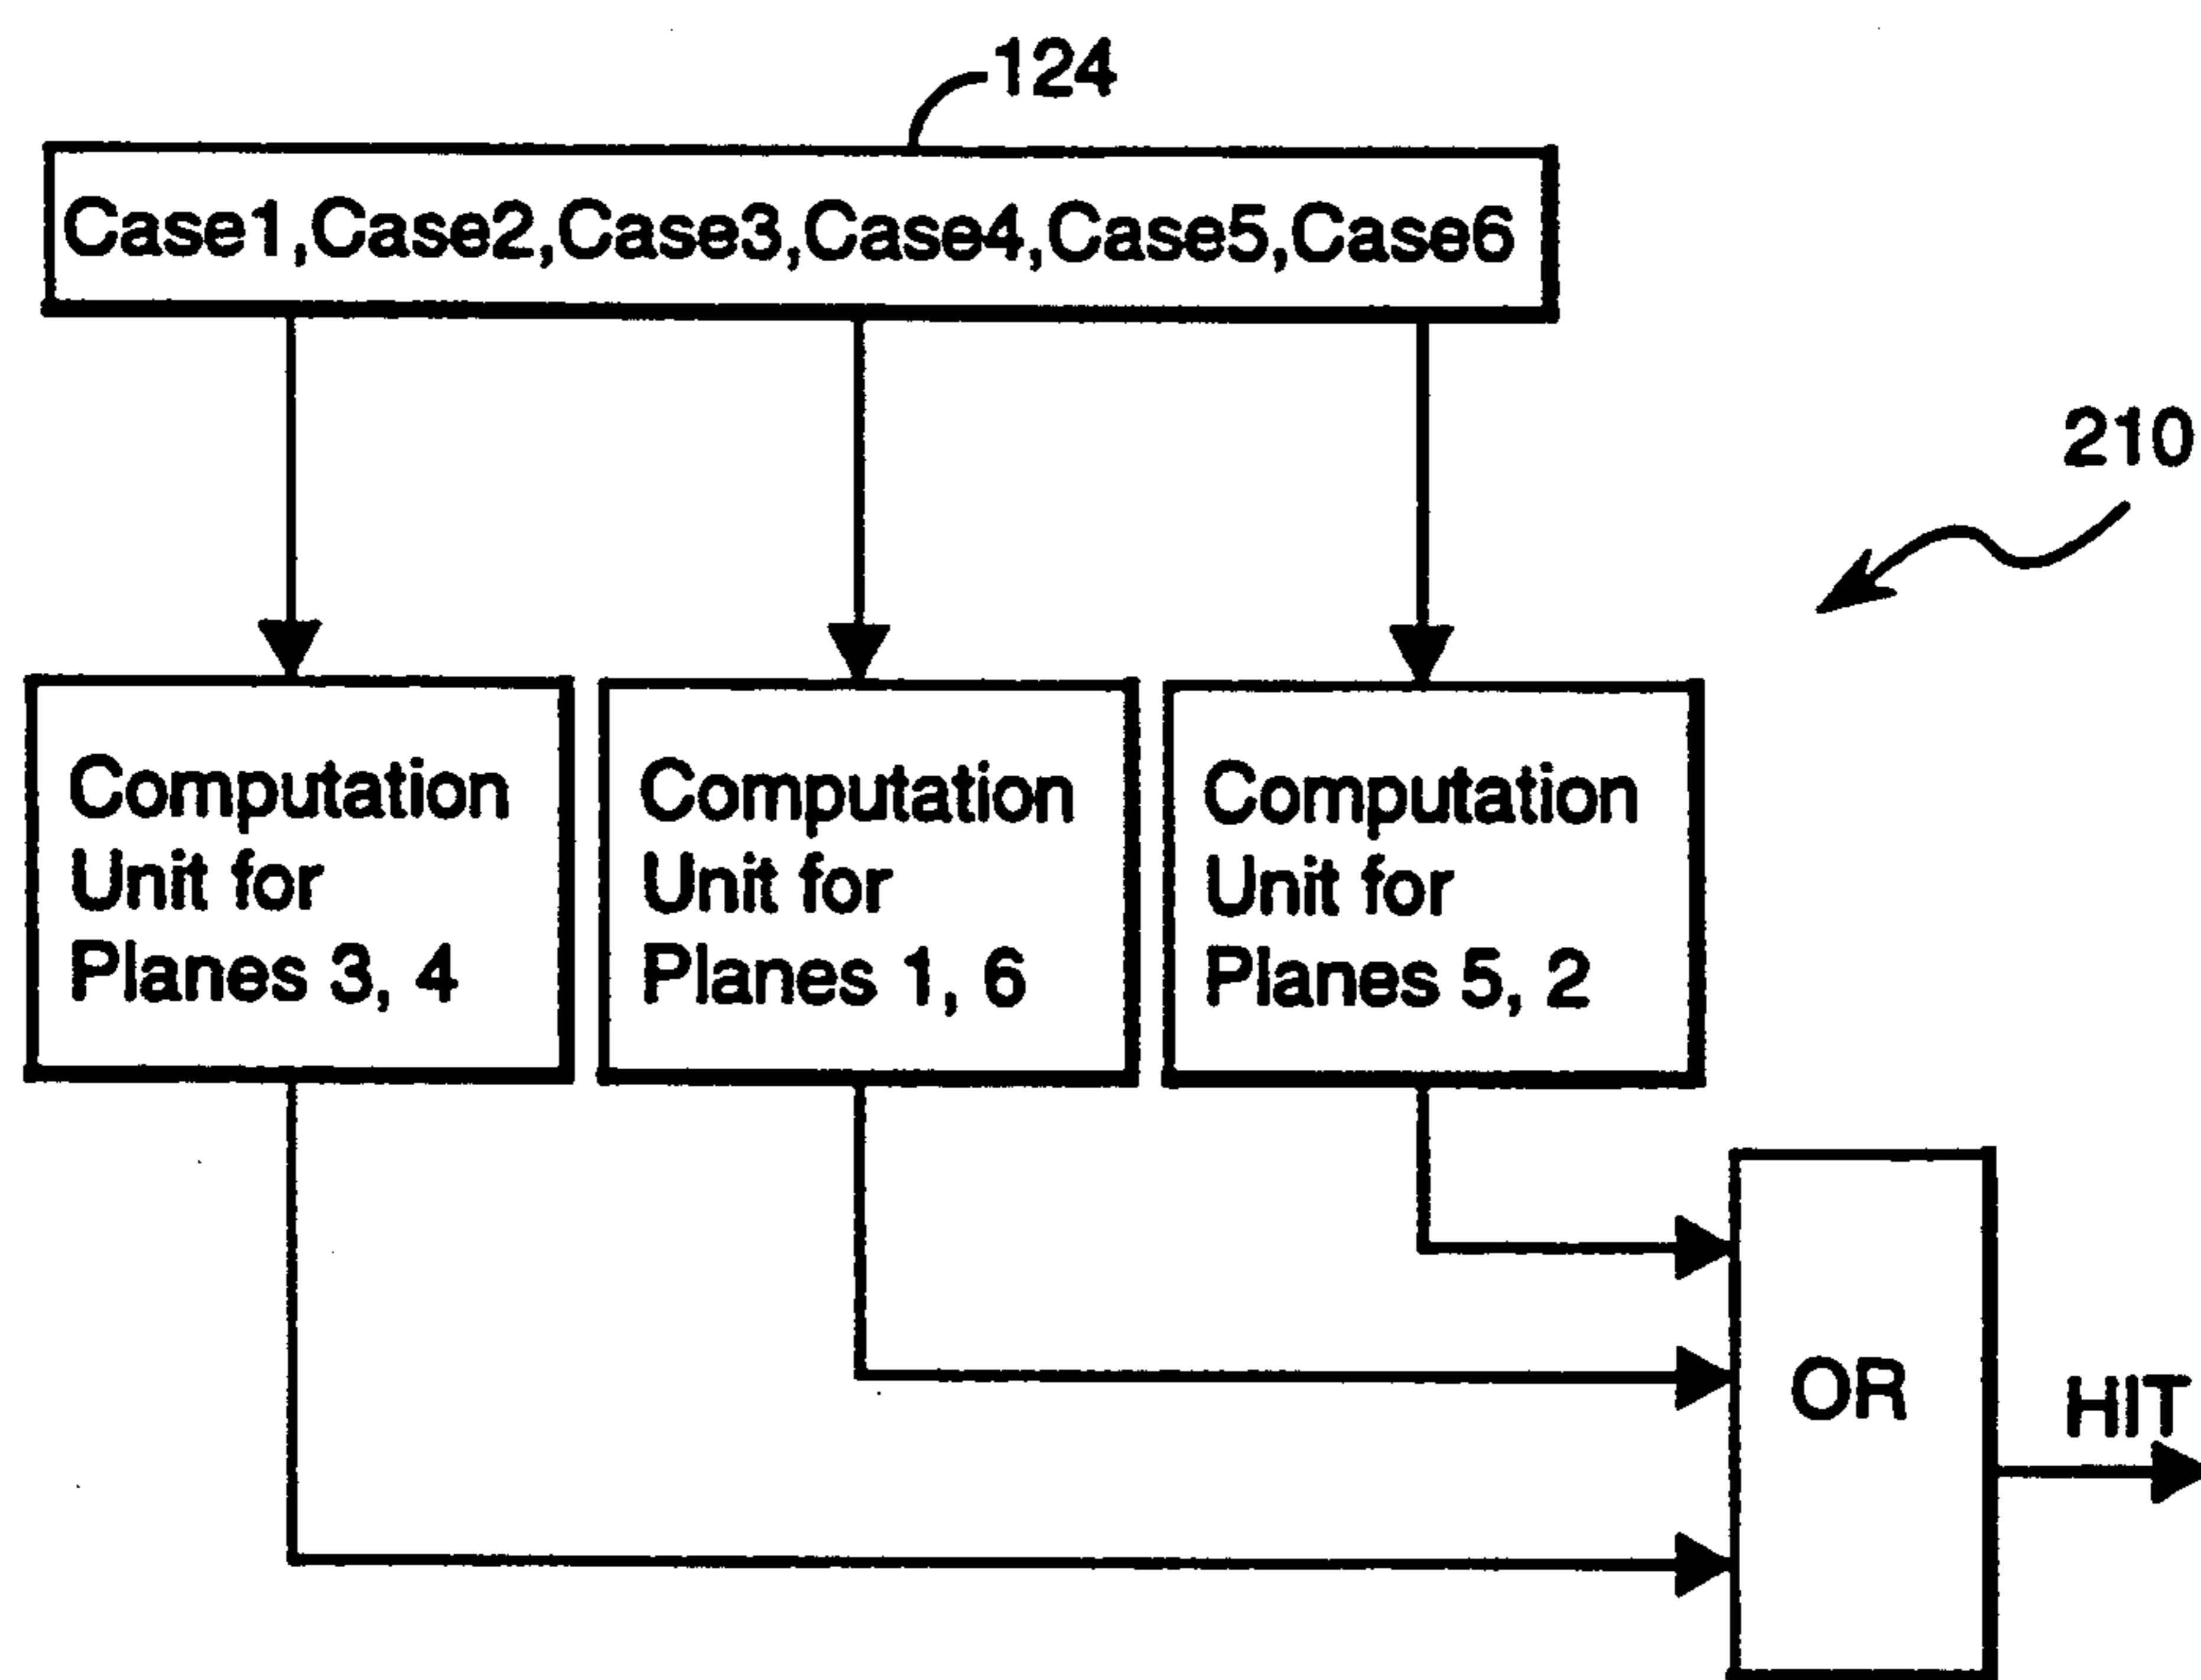 124
Case1,Case2,Case3,Case4,Case5,Case6
210
Computation
Unit for
Planes 3, 4
Computation
Unit for
Planes 1, 6
Computation
Unit for
Planes 5, 2
OR
HIT